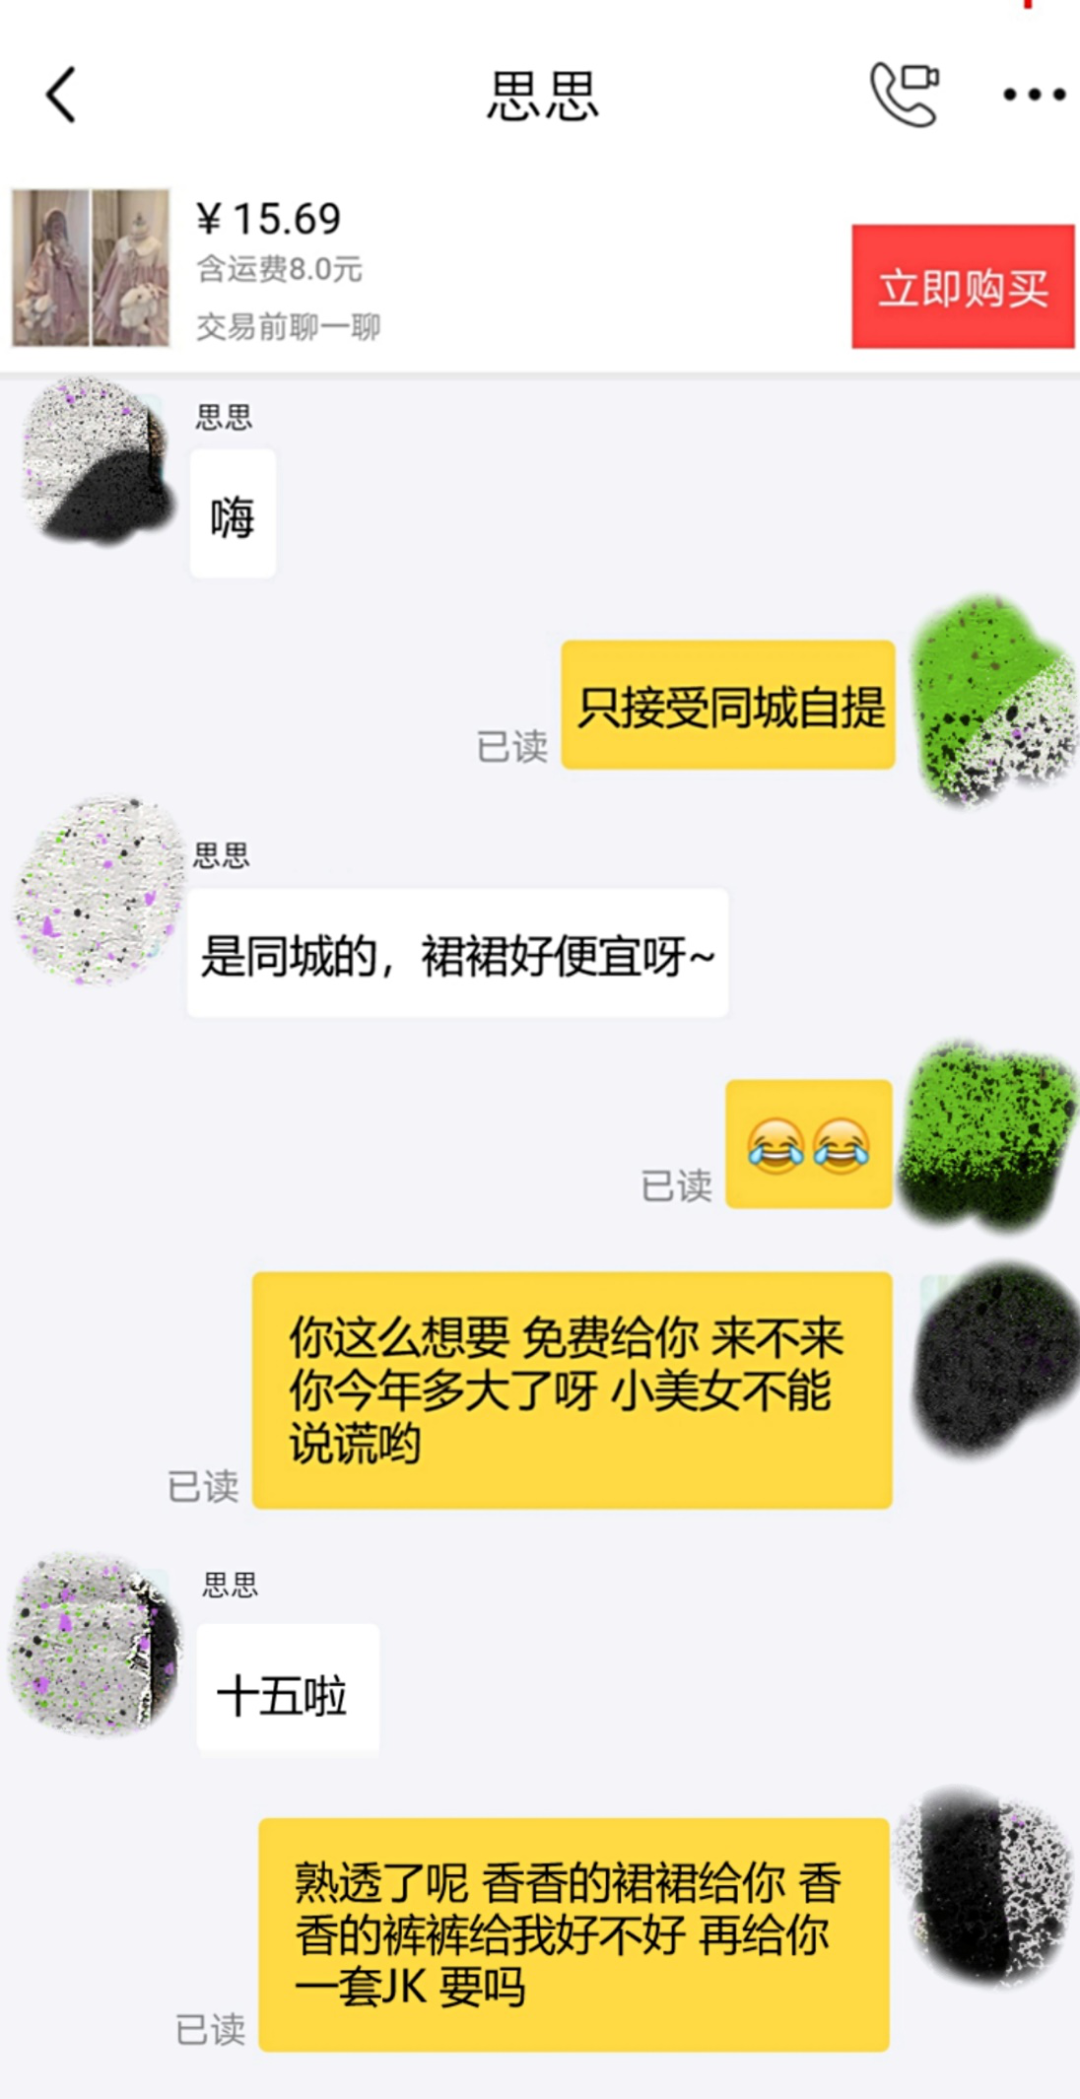 思思
¥ 15.69
含运费8.0元
交易前聊一聊
立即购买
思思
嗨
只接受同城自提
已读
思思
是同城的，裙裙好便宜呀~
😂😂
已读
你这么想要 免费给你 来不来
你今年多大了呀 小美女不能
说谎哟
已读
思思
十五啦
熟透了呢 香香的裙裙给你 香
香的裤裤给我好不好 再给你
一套JK 要吗
已读